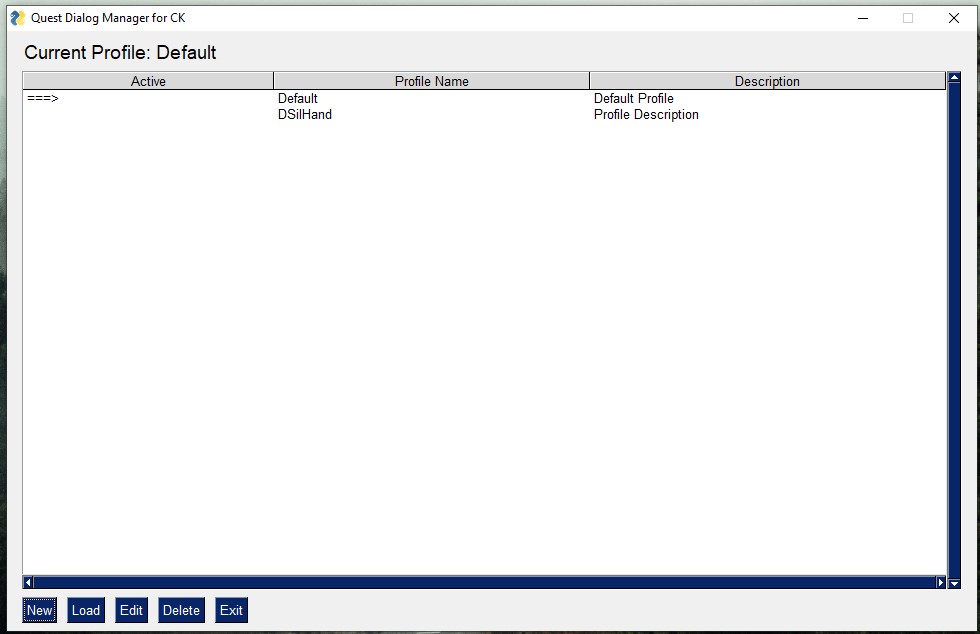 Quest Dialog Manager for CK
Current Profile: Default
Active Profile Name Description
===> Default Default Profile
DSilHand Profile Description
New Load Edit Delete Exit